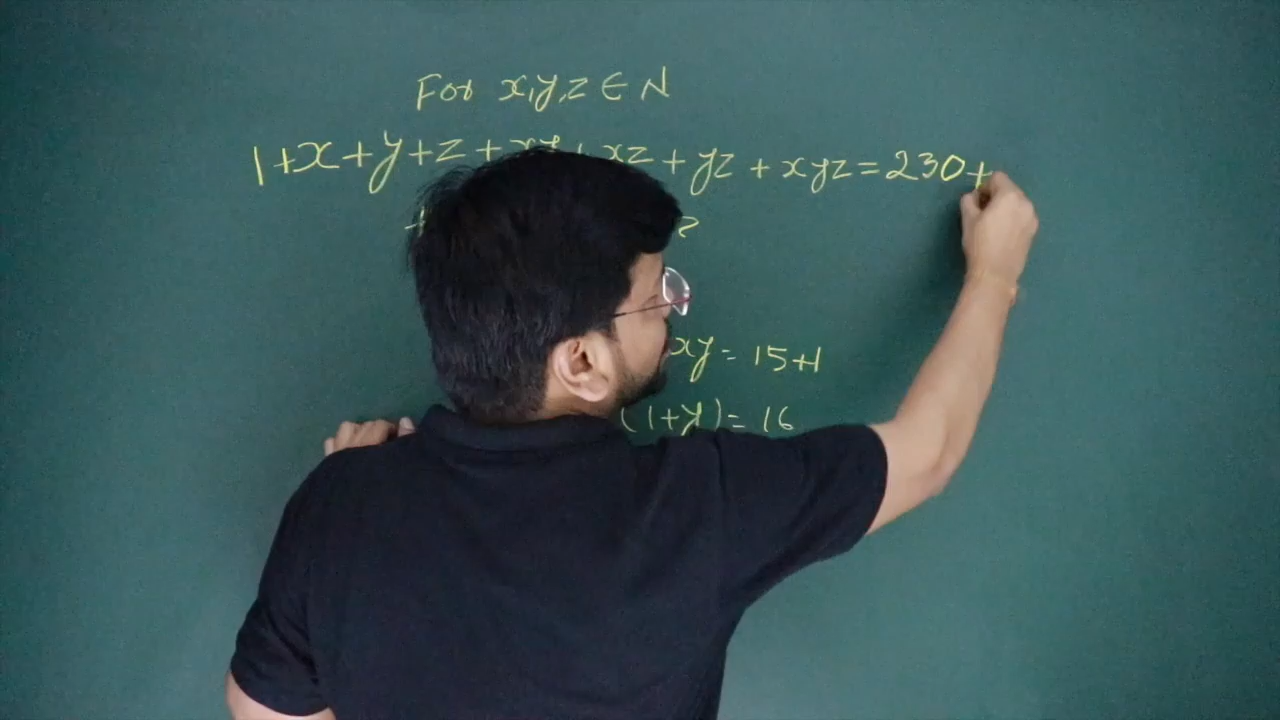 For x,y,z ∈ N
1+x+y+z+xy+xz+yz+xyz=230+
+
xy=15+1
(1+y)=16